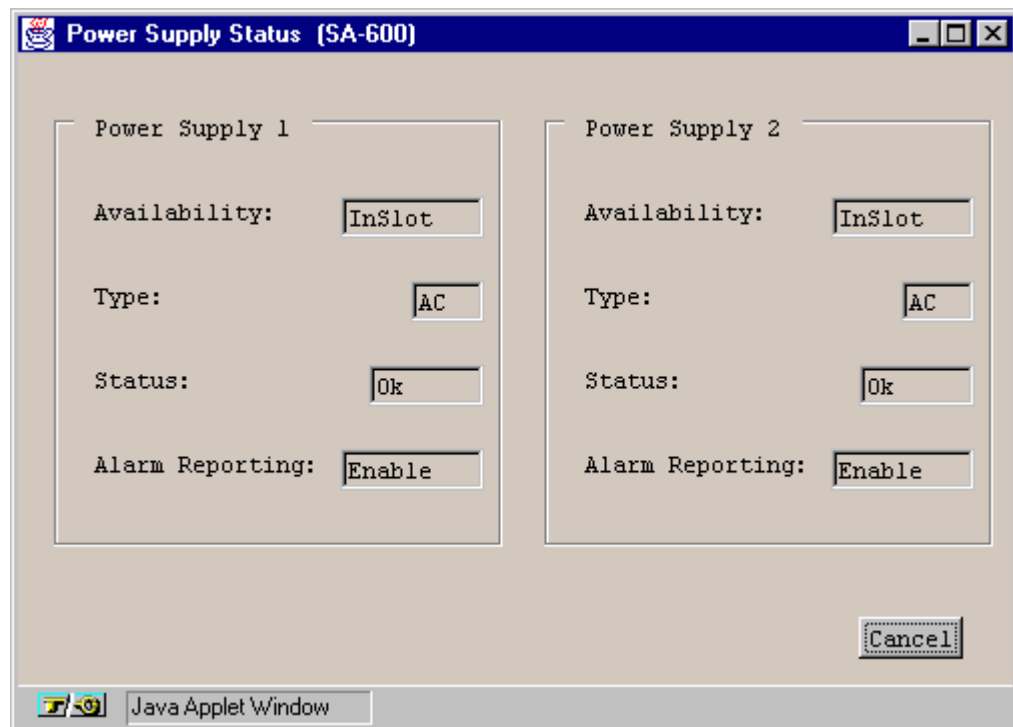 Power Supply Status (SA-600)
Power Supply 1
Availability: InSlot
Type: AC
Status: Ok
Alarm Reporting: Enable
Power Supply 2
Availability: InSlot
Type: AC
Status: Ok
Alarm Reporting: Enable
Cancel
Java Applet Window